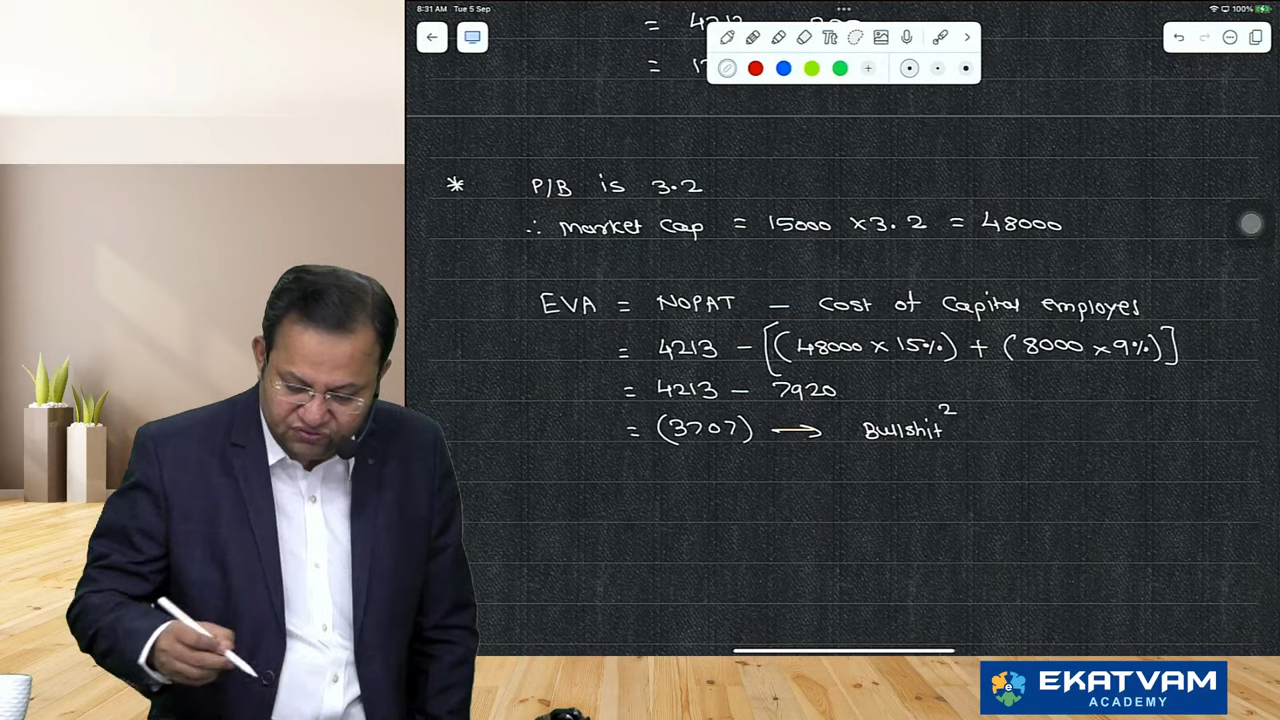 8:31 AM Tue 5 Sep
100%
Tt
* P/B is 3.2
∴ market cap = 15000 × 3.2 = 48000
EVA = NOPAT – cost of capital employes
= 4213 – [(48000 × 15%) + (8000 × 9%)]
= 4213 – 7920
= (3707) → Bullshit²
EKATVAM
ACADEMY